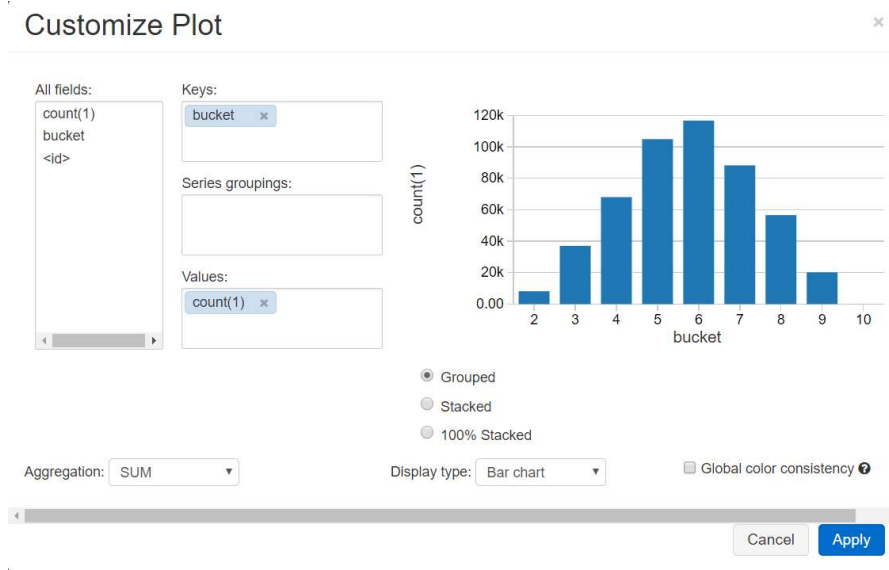 Customize Plot
×
All fields:
count(1)
bucket
<id>
Keys:
bucket ×
Series groupings:
Values:
count(1) ×
120k
100k
80k
60k
40k
20k
0.00
count(1)
2 3 4 5 6 7 8 9 10
bucket
Grouped
Stacked
100% Stacked
Aggregation: SUM
Display type: Bar chart
Global color consistency ?
Cancel Apply